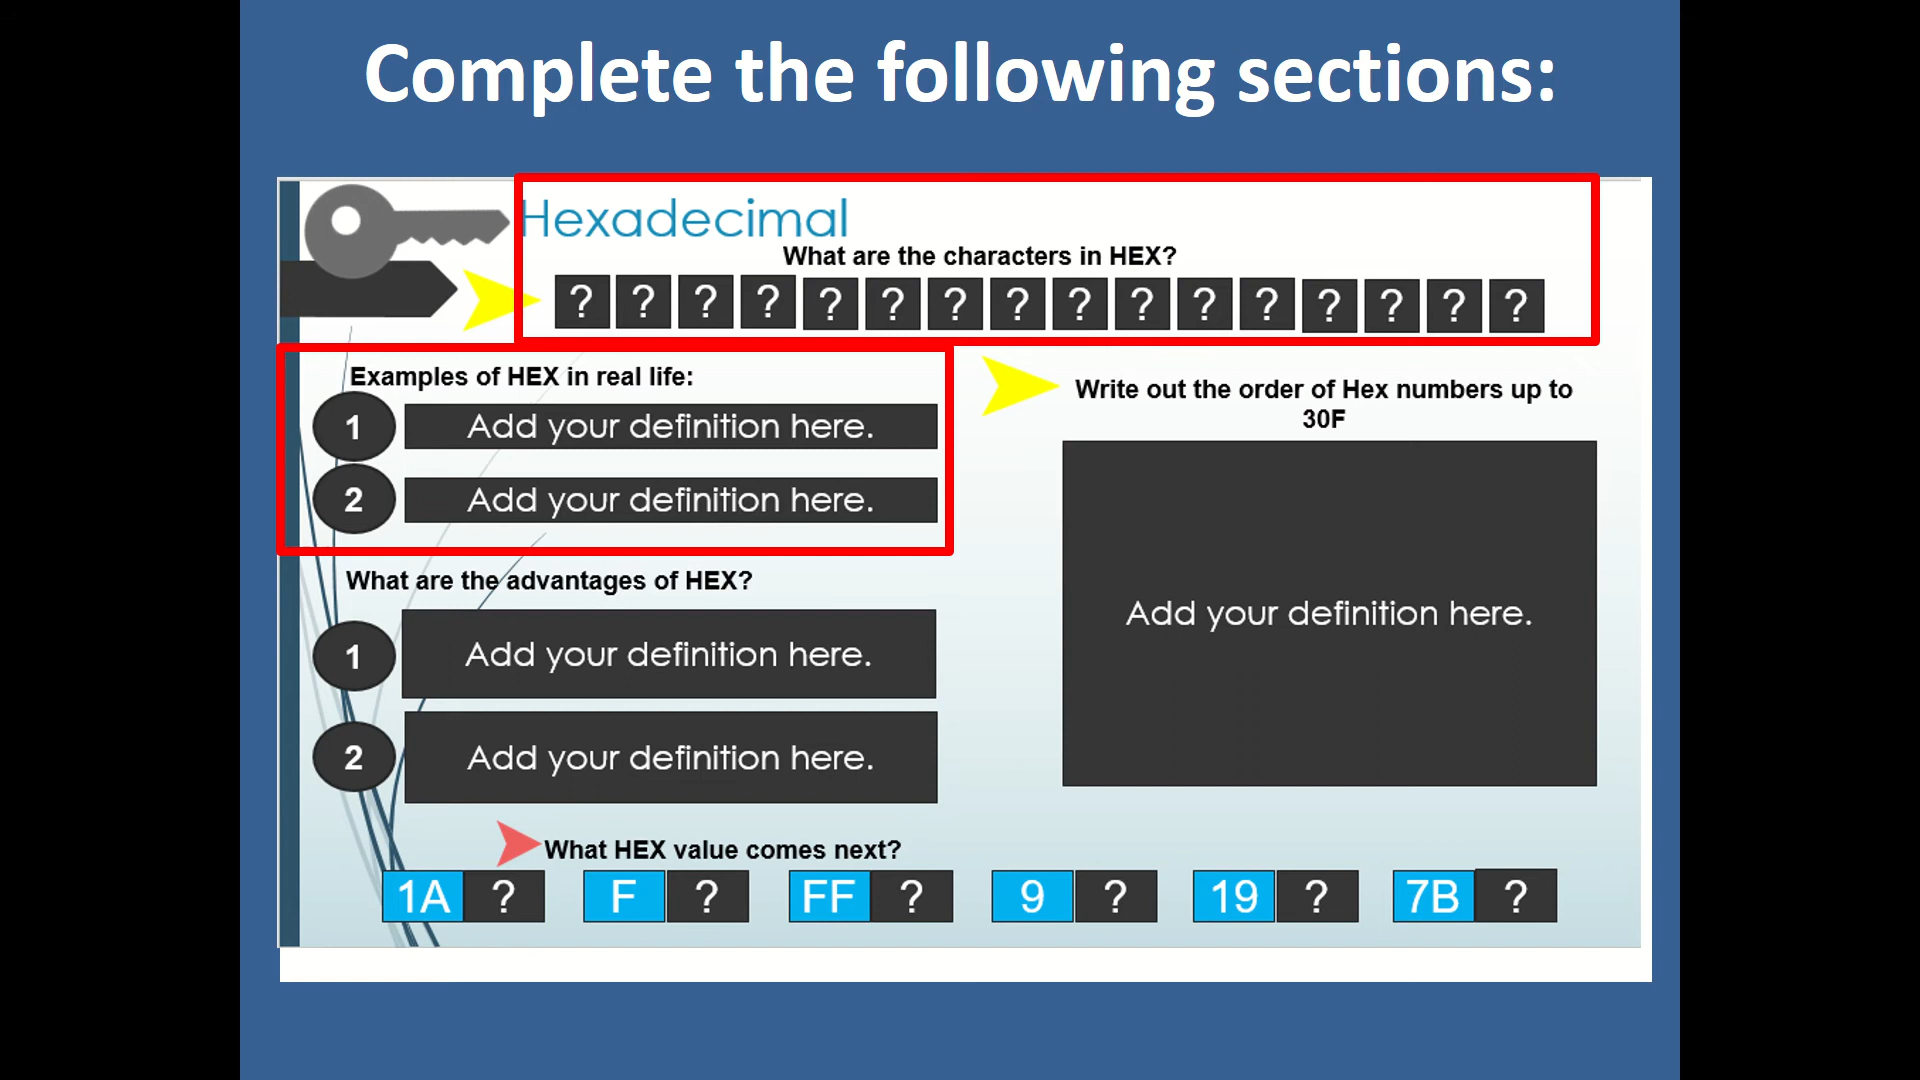 Complete the following sections:
Hexadecimal
What are the characters in HEX?
? ? ? ? ? ? ? ? ? ? ? ? ? ? ? ?
Examples of HEX in real life:
1 Add your definition here.
2 Add your definition here.
What are the advantages of HEX?
1 Add your definition here.
2 Add your definition here.
Write out the order of Hex numbers up to
30F
Add your definition here.
What HEX value comes next?
1A ? F ? FF ? 9 ? 19 ? 7B ?